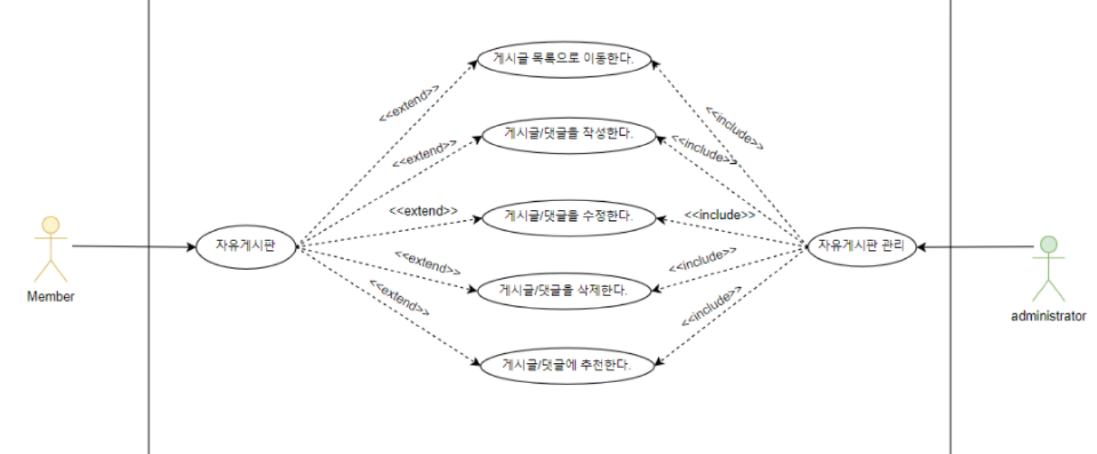 게시글 목록으로 이동한다.
<<extend>>
<<include>>
게시글/댓글을 작성한다.
<<extend>>
<<include>>
게시글/댓글을 수정한다.
<<extend>>
<<include>>
자유게시판
자유게시판 관리
<<extend>>
<<include>>
게시글/댓글을 삭제한다.
Member
<<extend>>
<<include>>
administrator
게시글/댓글에 추천한다.